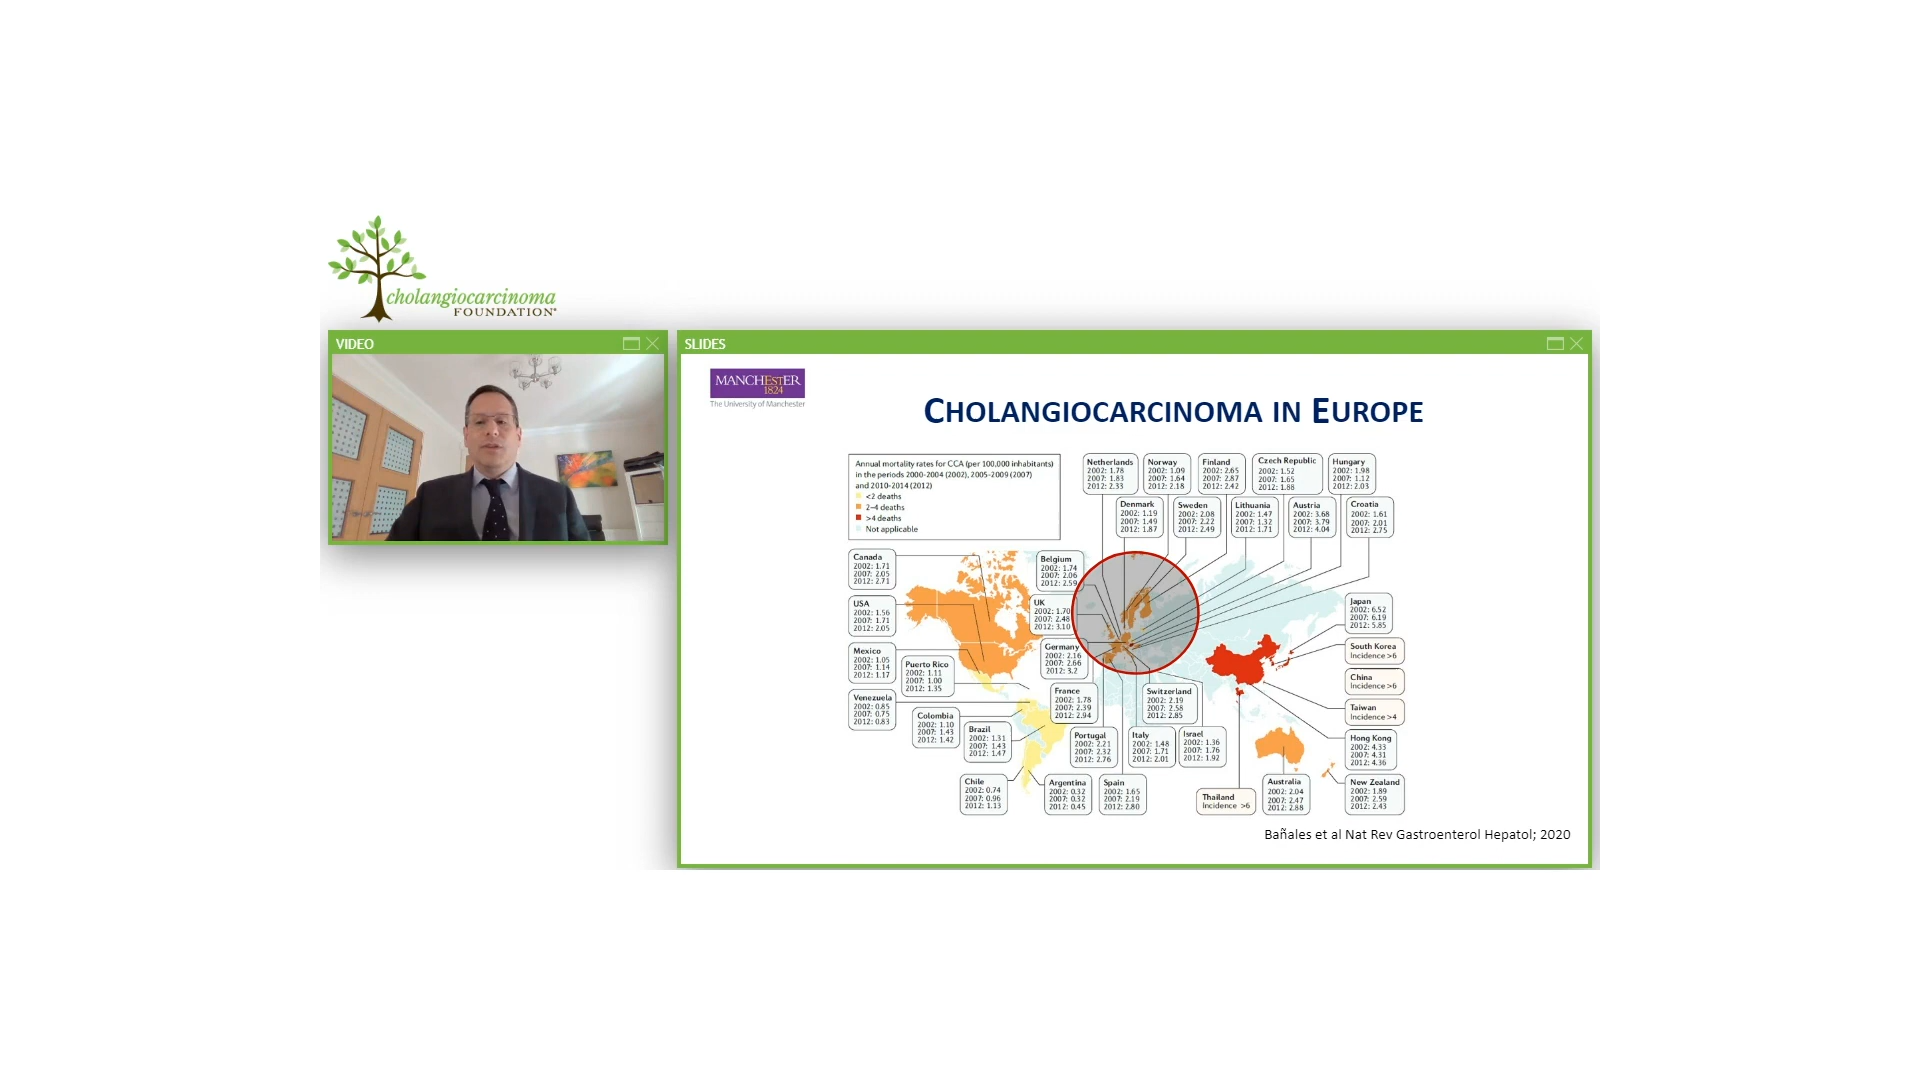 cholangiocarcinoma
FOUNDATION®
VIDEO
SLIDES
MANCHESTER
1824
The University of Manchester
CHOLANGIOCARCINOMA IN EUROPE
Annual mortality rates for CCA (per 100,000 inhabitants)
in the periods 2000-2004 (2002), 2005-2009 (2007)
and 2010-2014 (2012)
<2 deaths
2–4 deaths
>4 deaths
Not applicable
Netherlands
2002: 1.78
2007: 1.83
2012: 2.33
Norway
2002: 1.09
2007: 1.64
2012: 2.18
Finland
2002: 2.65
2007: 2.87
2012: 2.42
Czech Republic
2002: 1.52
2007: 1.65
2012: 1.88
Hungary
2002: 1.98
2007: 1.12
2012: 2.03
Denmark
2002: 1.19
2007: 1.49
2012: 1.87
Sweden
2002: 2.08
2007: 2.22
2012: 2.49
Lithuania
2002: 1.47
2007: 1.32
2012: 1.71
Austria
2002: 3.68
2007: 3.79
2012: 4.04
Croatia
2002: 1.61
2007: 2.01
2012: 2.75
Canada
2002: 1.71
2007: 2.05
2012: 2.71
Belgium
2002: 1.74
2007: 2.06
2012: 2.59
USA
2002: 1.56
2007: 1.71
2012: 2.05
UK
2002: 1.70
2007: 2.48
2012: 3.10
Japan
2002: 6.52
2007: 6.19
2012: 5.85
Mexico
2002: 1.05
2007: 1.14
2012: 1.17
Puerto Rico
2002: 1.11
2007: 1.00
2012: 1.35
Germany
2002: 2.16
2007: 2.66
2012: 3.2
South Korea
Incidence >6
China
Incidence >6
Venezuela
2002: 0.85
2007: 0.75
2012: 0.83
France
2002: 1.78
2007: 2.39
2012: 2.94
Switzerland
2002: 2.19
2007: 2.58
2012: 2.85
Taiwan
Incidence >4
Colombia
2002: 1.10
2007: 1.43
2012: 1.42
Brazil
2002: 1.31
2007: 1.43
2012: 1.47
Portugal
2002: 2.21
2007: 2.32
2012: 2.76
Italy
2002: 1.48
2007: 1.71
2012: 2.01
Israel
2002: 1.36
2007: 1.76
2012: 1.92
Hong Kong
2002: 4.33
2007: 4.31
2012: 4.36
Chile
2002: 0.74
2007: 0.96
2012: 1.13
Argentina
2002: 0.32
2007: 0.32
2012: 0.45
Spain
2002: 1.65
2007: 2.19
2012: 2.80
Thailand
Incidence >6
Australia
2002: 2.04
2007: 2.47
2012: 2.88
New Zealand
2002: 1.89
2007: 2.59
2012: 2.43
Bañales et al Nat Rev Gastroenterol Hepatol; 2020